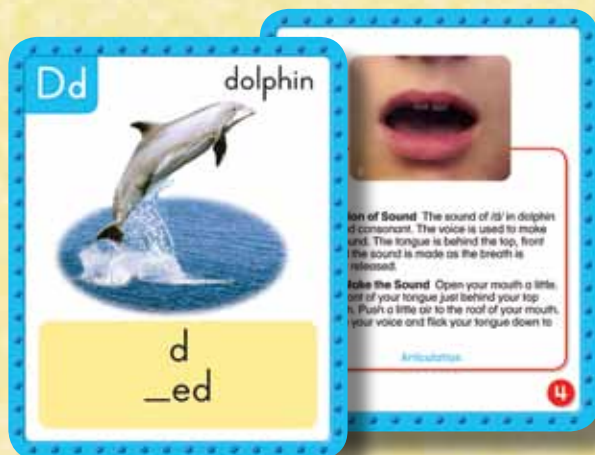 Dd
dolphin
d
_ed
ion of Sound The sound of /d/ in dolphin
d consonant. The voice is used to make
und. The tongue is behind the top, front
the sound is made as the breath is
released.
Make the Sound Open your mouth a little.
nt of your tongue just behind your top
h. Push a little air to the roof of your mouth.
your voice and flick your tongue down to
Articulation
4